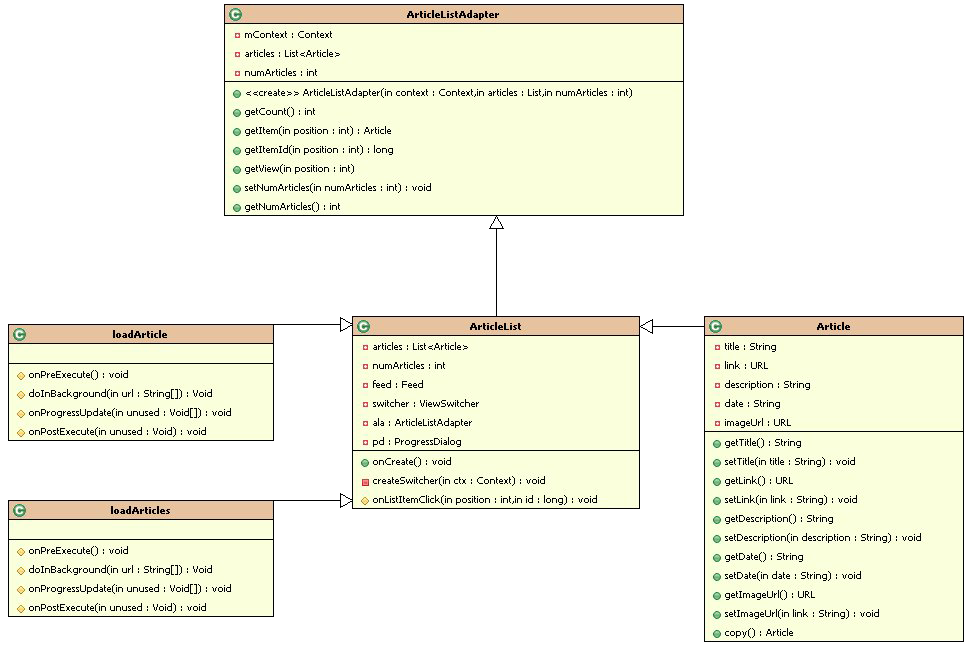 ArticleListAdapter
mContext : Context
articles : List<Article>
numArticles : int
<<create>> ArticleListAdapter(in context : Context,in articles : List,in numArticles : int)
getCount() : int
getItem(in position : int) : Article
getItemId(in position : int) : long
getView(in position : int)
setNumArticles(in numArticles : int) : void
getNumArticles() : int
loadArticle
onPreExecute() : void
doInBackground(in url : String[]) : Void
onProgressUpdate(in unused : Void[]) : void
onPostExecute(in unused : Void) : void
loadArticles
onPreExecute() : void
doInBackground(in url : String[]) : Void
onProgressUpdate(in unused : Void[]) : void
onPostExecute(in unused : Void) : void
ArticleList
articles : List<Article>
numArticles : int
feed : Feed
switcher : ViewSwitcher
ala : ArticleListAdapter
pd : ProgressDialog
onCreate() : void
createSwitcher(in ctx : Context) : void
onListItemClick(in position : int,in id : long) : void
Article
title : String
link : URL
description : String
date : String
imageUrl : URL
getTitle() : String
setTitle(in title : String) : void
getLink() : URL
setLink(in link : String) : void
getDescription() : String
setDescription(in description : String) : void
getDate() : String
setDate(in date : String) : void
getImageUrl() : URL
setImageUrl(in link : String) : void
copy() : Article